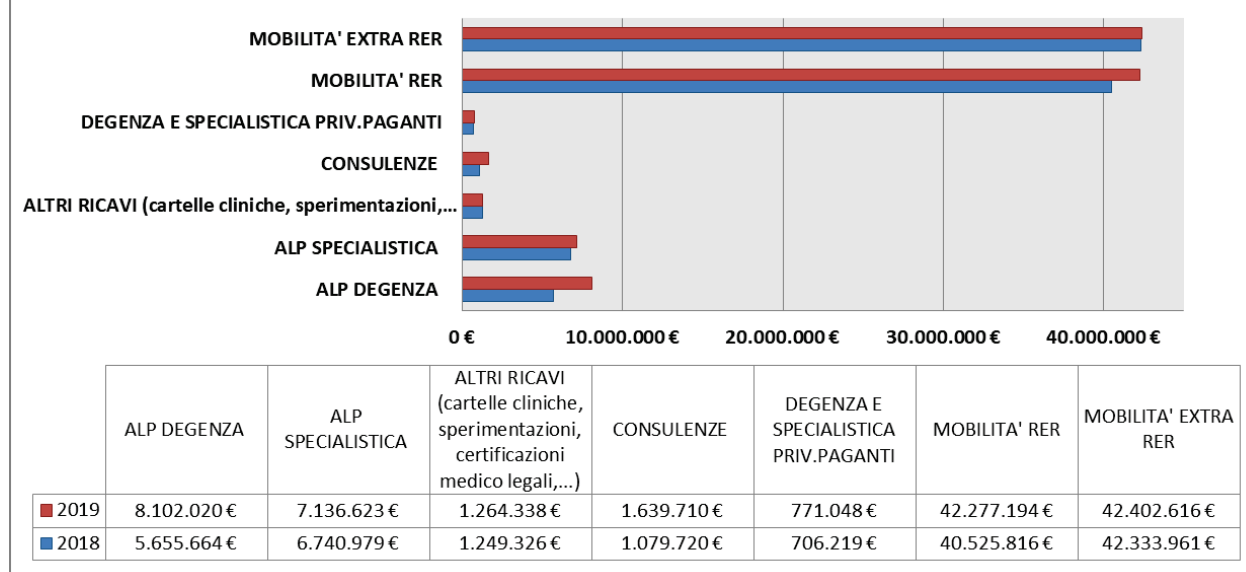 MOBILITA' EXTRA RER
MOBILITA' RER
DEGENZA E SPECIALISTICA PRIV.PAGANTI
CONSULENZE
ALTRI RICAVI (cartelle cliniche, sperimentazioni,...
ALP SPECIALISTICA
ALP DEGENZA
0 € 10.000.000 € 20.000.000 € 30.000.000 € 40.000.000 €
ALP DEGENZA
ALP
SPECIALISTICA
ALTRI RICAVI
(cartelle cliniche,
sperimentazioni,
certificazioni
medico legali,...)
CONSULENZE
DEGENZA E
SPECIALISTICA
PRIV.PAGANTI
MOBILITA' RER
MOBILITA' EXTRA
RER
2019 8.102.020 € 7.136.623 € 1.264.338 € 1.639.710 € 771.048 € 42.277.194 € 42.402.616 €
2018 5.655.664 € 6.740.979 € 1.249.326 € 1.079.720 € 706.219 € 40.525.816 € 42.333.961 €